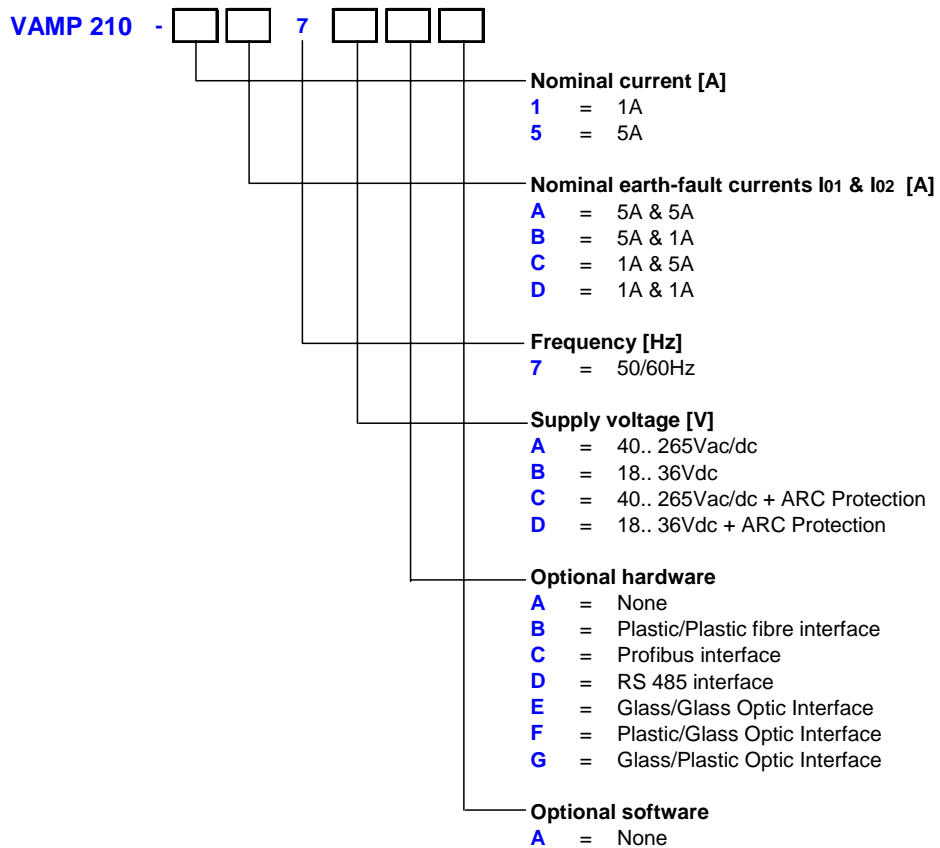 VAMP 210 - 7
Nominal current [A]
1 = 1A
5 = 5A
Nominal earth-fault currents I01 & I02 [A]
A = 5A & 5A
B = 5A & 1A
C = 1A & 5A
D = 1A & 1A
Frequency [Hz]
7 = 50/60Hz
Supply voltage [V]
A = 40.. 265Vac/dc
B = 18.. 36Vdc
C = 40.. 265Vac/dc + ARC Protection
D = 18.. 36Vdc + ARC Protection
Optional hardware
A = None
B = Plastic/Plastic fibre interface
C = Profibus interface
D = RS 485 interface
E = Glass/Glass Optic Interface
F = Plastic/Glass Optic Interface
G = Glass/Plastic Optic Interface
Optional software
A = None